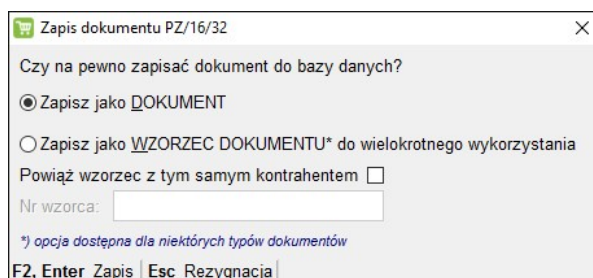 Zapis dokumentu PZ/16/32
Czy na pewno zapisać dokument do bazy danych?
Zapisz jako DOKUMENT
Zapisz jako WZORZEC DOKUMENTU* do wielokrotnego wykorzystania
Powiąż wzorzec z tym samym kontrahentem
Nr wzorca:
*) opcja dostępna dla niektórych typów dokumentów
F2, Enter Zapis | Esc Rezygnacja |